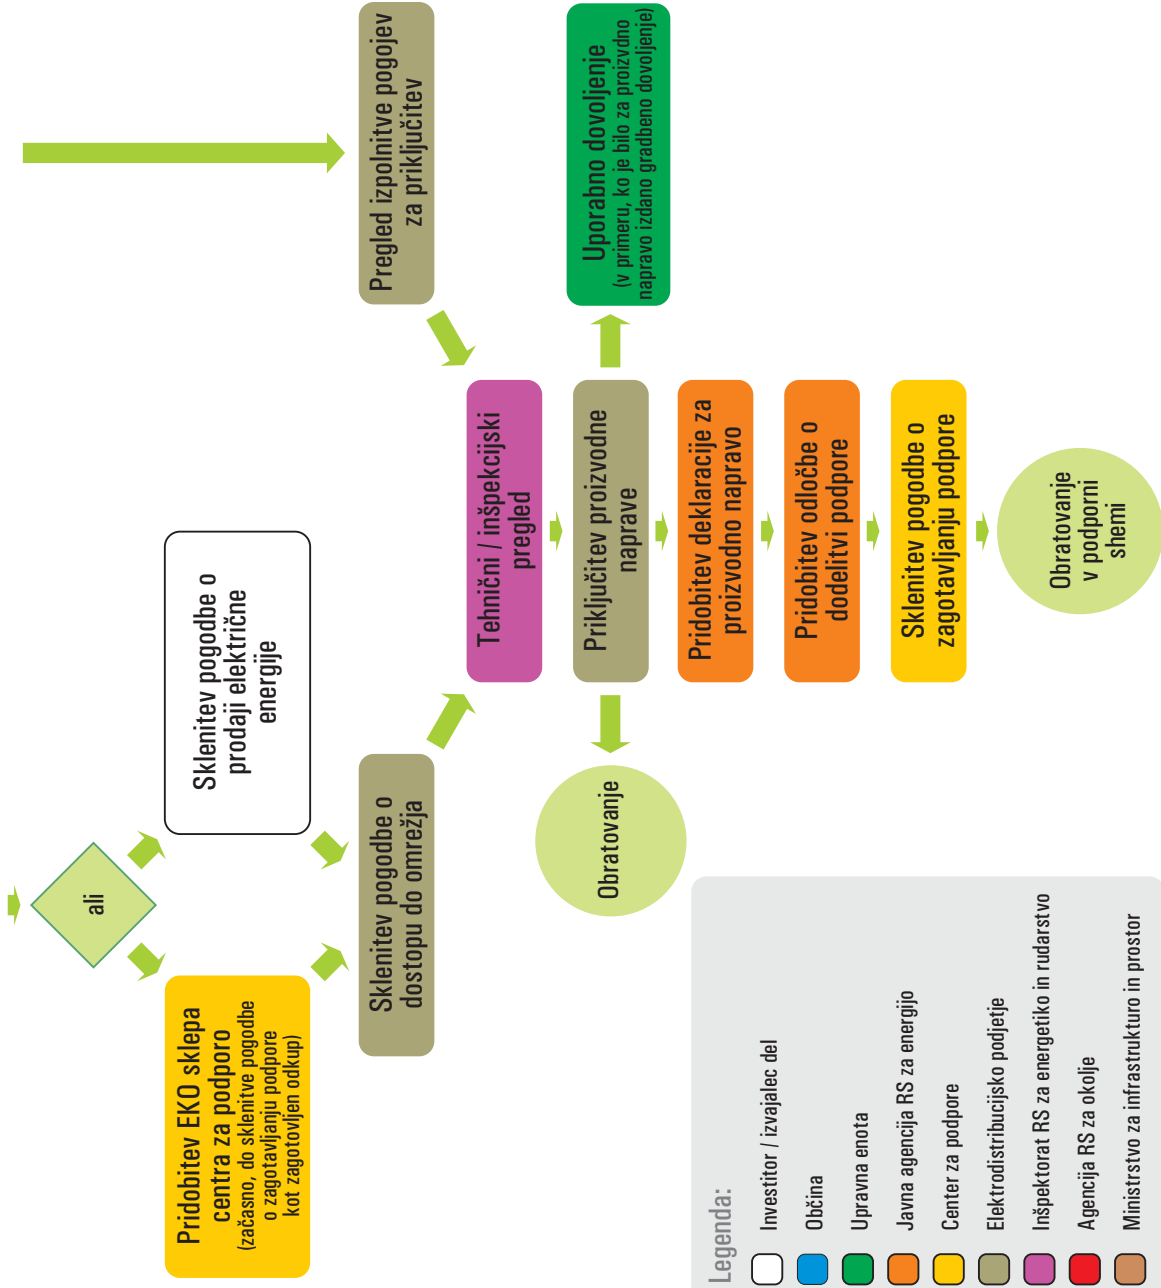 ali
Pridobitev EKO sklepa
centra za podporo
(začasno, do sklenitve pogodbe
o zagotavljanju podpore
kot zagotovljen odkup)
Sklenitev pogodbe o
prodaji električne
energije
Sklenitev pogodbe o
dostopu do omrežja
Pregled izpolnitve pogojev
za priključitev
Tehnični / inšpekcijski
pregled
Obratovanje
Priključitev proizvodne
naprave
Uporabno dovoljenje
(v primeru, ko je bilo za proizvdno
napravo izdano gradbeno dovoljenje)
Pridobitev deklaracije za
proizvodno napravo
Pridobitev odločbe o
dodelitvi podpore
Sklenitev pogodbe o
zagotavljanju podpore
Obratovanje
v podporni
shemi
Legenda:
Investitor / izvajalec del
Občina
Upravna enota
Javna agencija RS za energijo
Center za podpore
Elektrodistribucijsko podjetje
Inšpektorat RS za energetiko in rudarstvo
Agencija RS za okolje
Ministrstvo za infrastrukturo in prostor